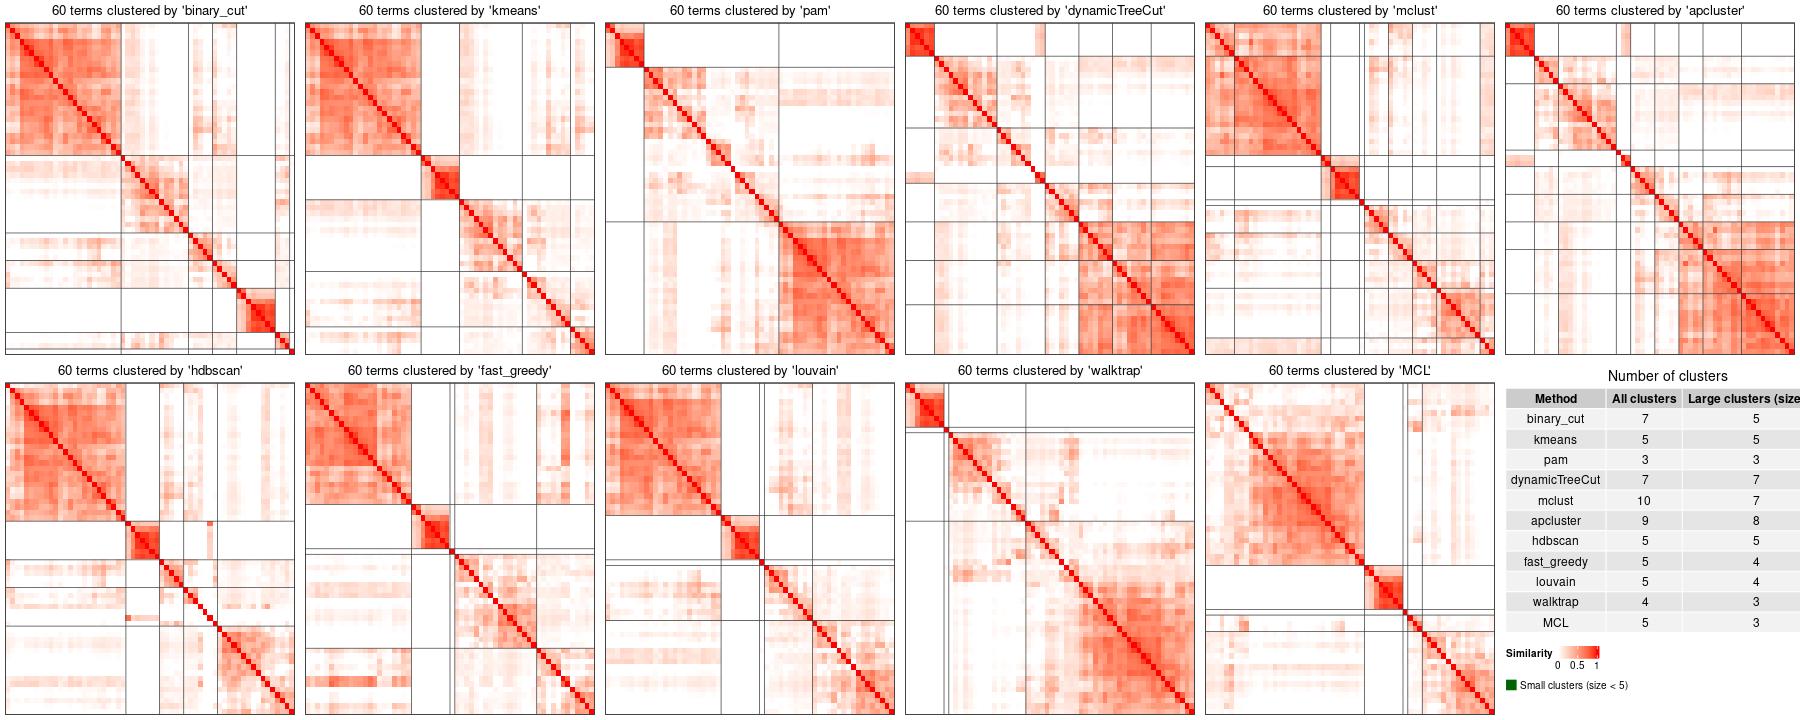 60 terms clustered by 'binary_cut'
60 terms clustered by 'kmeans'
60 terms clustered by 'pam'
60 terms clustered by 'dynamicTreeCut'
60 terms clustered by 'mclust'
60 terms clustered by 'apcluster'
60 terms clustered by 'hdbscan'
60 terms clustered by 'fast_greedy'
60 terms clustered by 'louvain'
60 terms clustered by 'walktrap'
60 terms clustered by 'MCL'
Number of clusters
Method All clusters Large clusters (size
binary_cut 7 5
kmeans 5 5
pam 3 3
dynamicTreeCut 7 7
mclust 10 7
apcluster 9 8
hdbscan 5 5
fast_greedy 5 4
louvain 5 4
walktrap 4 3
MCL 5 3
Similarity
0 0.5 1
Small clusters (size < 5)